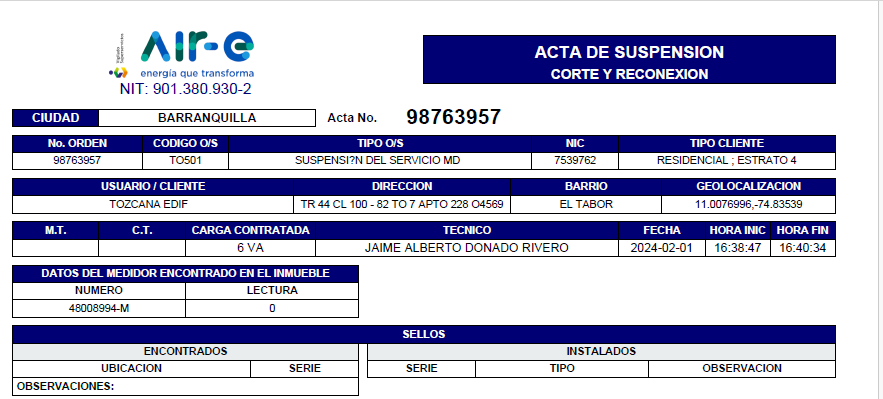 AIr-e
energía que transforma
NIT: 901.380.930-2
ACTA DE SUSPENSION
CORTE Y RECONEXION
CIUDAD BARRANQUILLA Acta No. 98763957
No. ORDEN CODIGO O/S TIPO O/S NIC TIPO CLIENTE
98763957 TO501 SUSPENSI?N DEL SERVICIO MD 7539762 RESIDENCIAL ; ESTRATO 4
USUARIO / CLIENTE DIRECCION BARRIO GEOLOCALIZACION
TOZCANA EDIF TR 44 CL 100 - 82 TO 7 APTO 228 O4569 EL TABOR 11.0076996,-74.83539
M.T. C.T. CARGA CONTRATADA TECNICO FECHA HORA INIC HORA FIN
6 VA JAIME ALBERTO DONADO RIVERO 2024-02-01 16:38:47 16:40:34
DATOS DEL MEDIDOR ENCONTRADO EN EL INMUEBLE
NUMERO LECTURA
48008994-M 0
SELLOS
ENCONTRADOS INSTALADOS
UBICACION SERIE SERIE TIPO OBSERVACION
OBSERVACIONES: